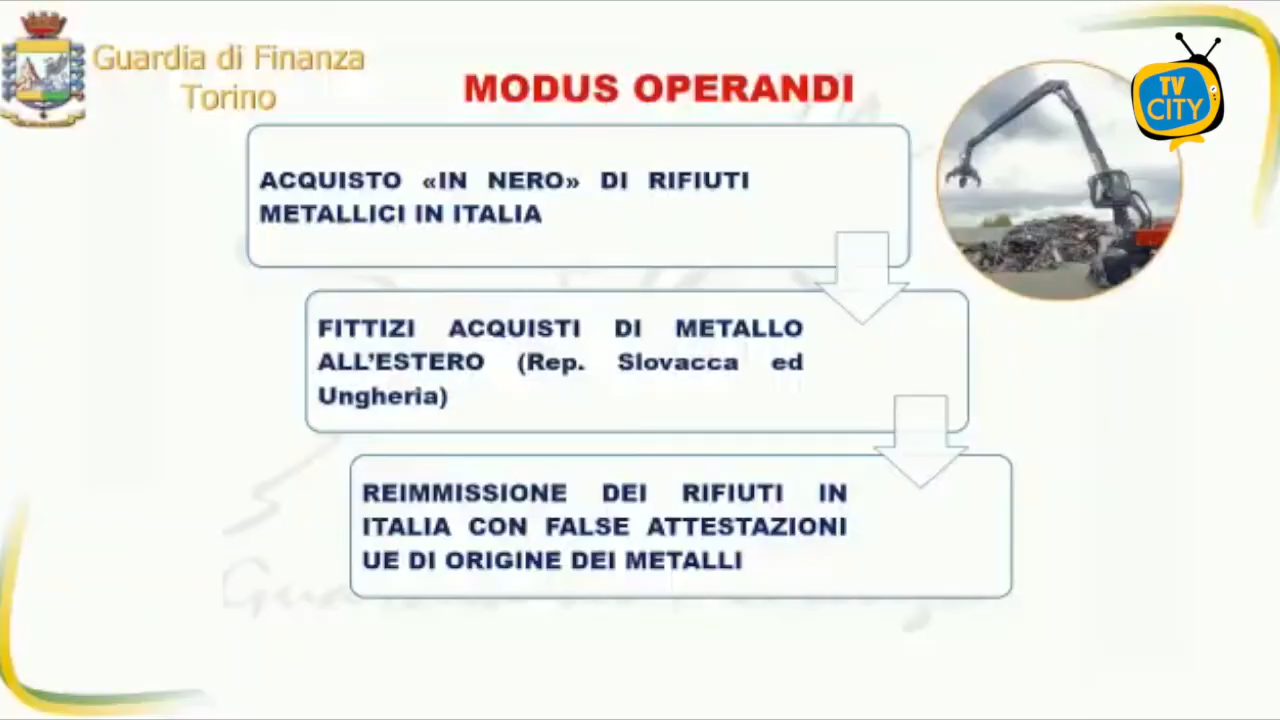 Guardia di Finanza
Torino
MODUS OPERANDI
TV
CITY
ACQUISTO «IN NERO» DI RIFIUTI
METALLICI IN ITALIA
FITTIZI ACQUISTI DI METALLO
ALL'ESTERO (Rep. Slovacca ed
Ungheria)
REIMMISSIONE DEI RIFIUTI IN
ITALIA CON FALSE ATTESTAZIONI
UE DI ORIGINE DEI METALLI